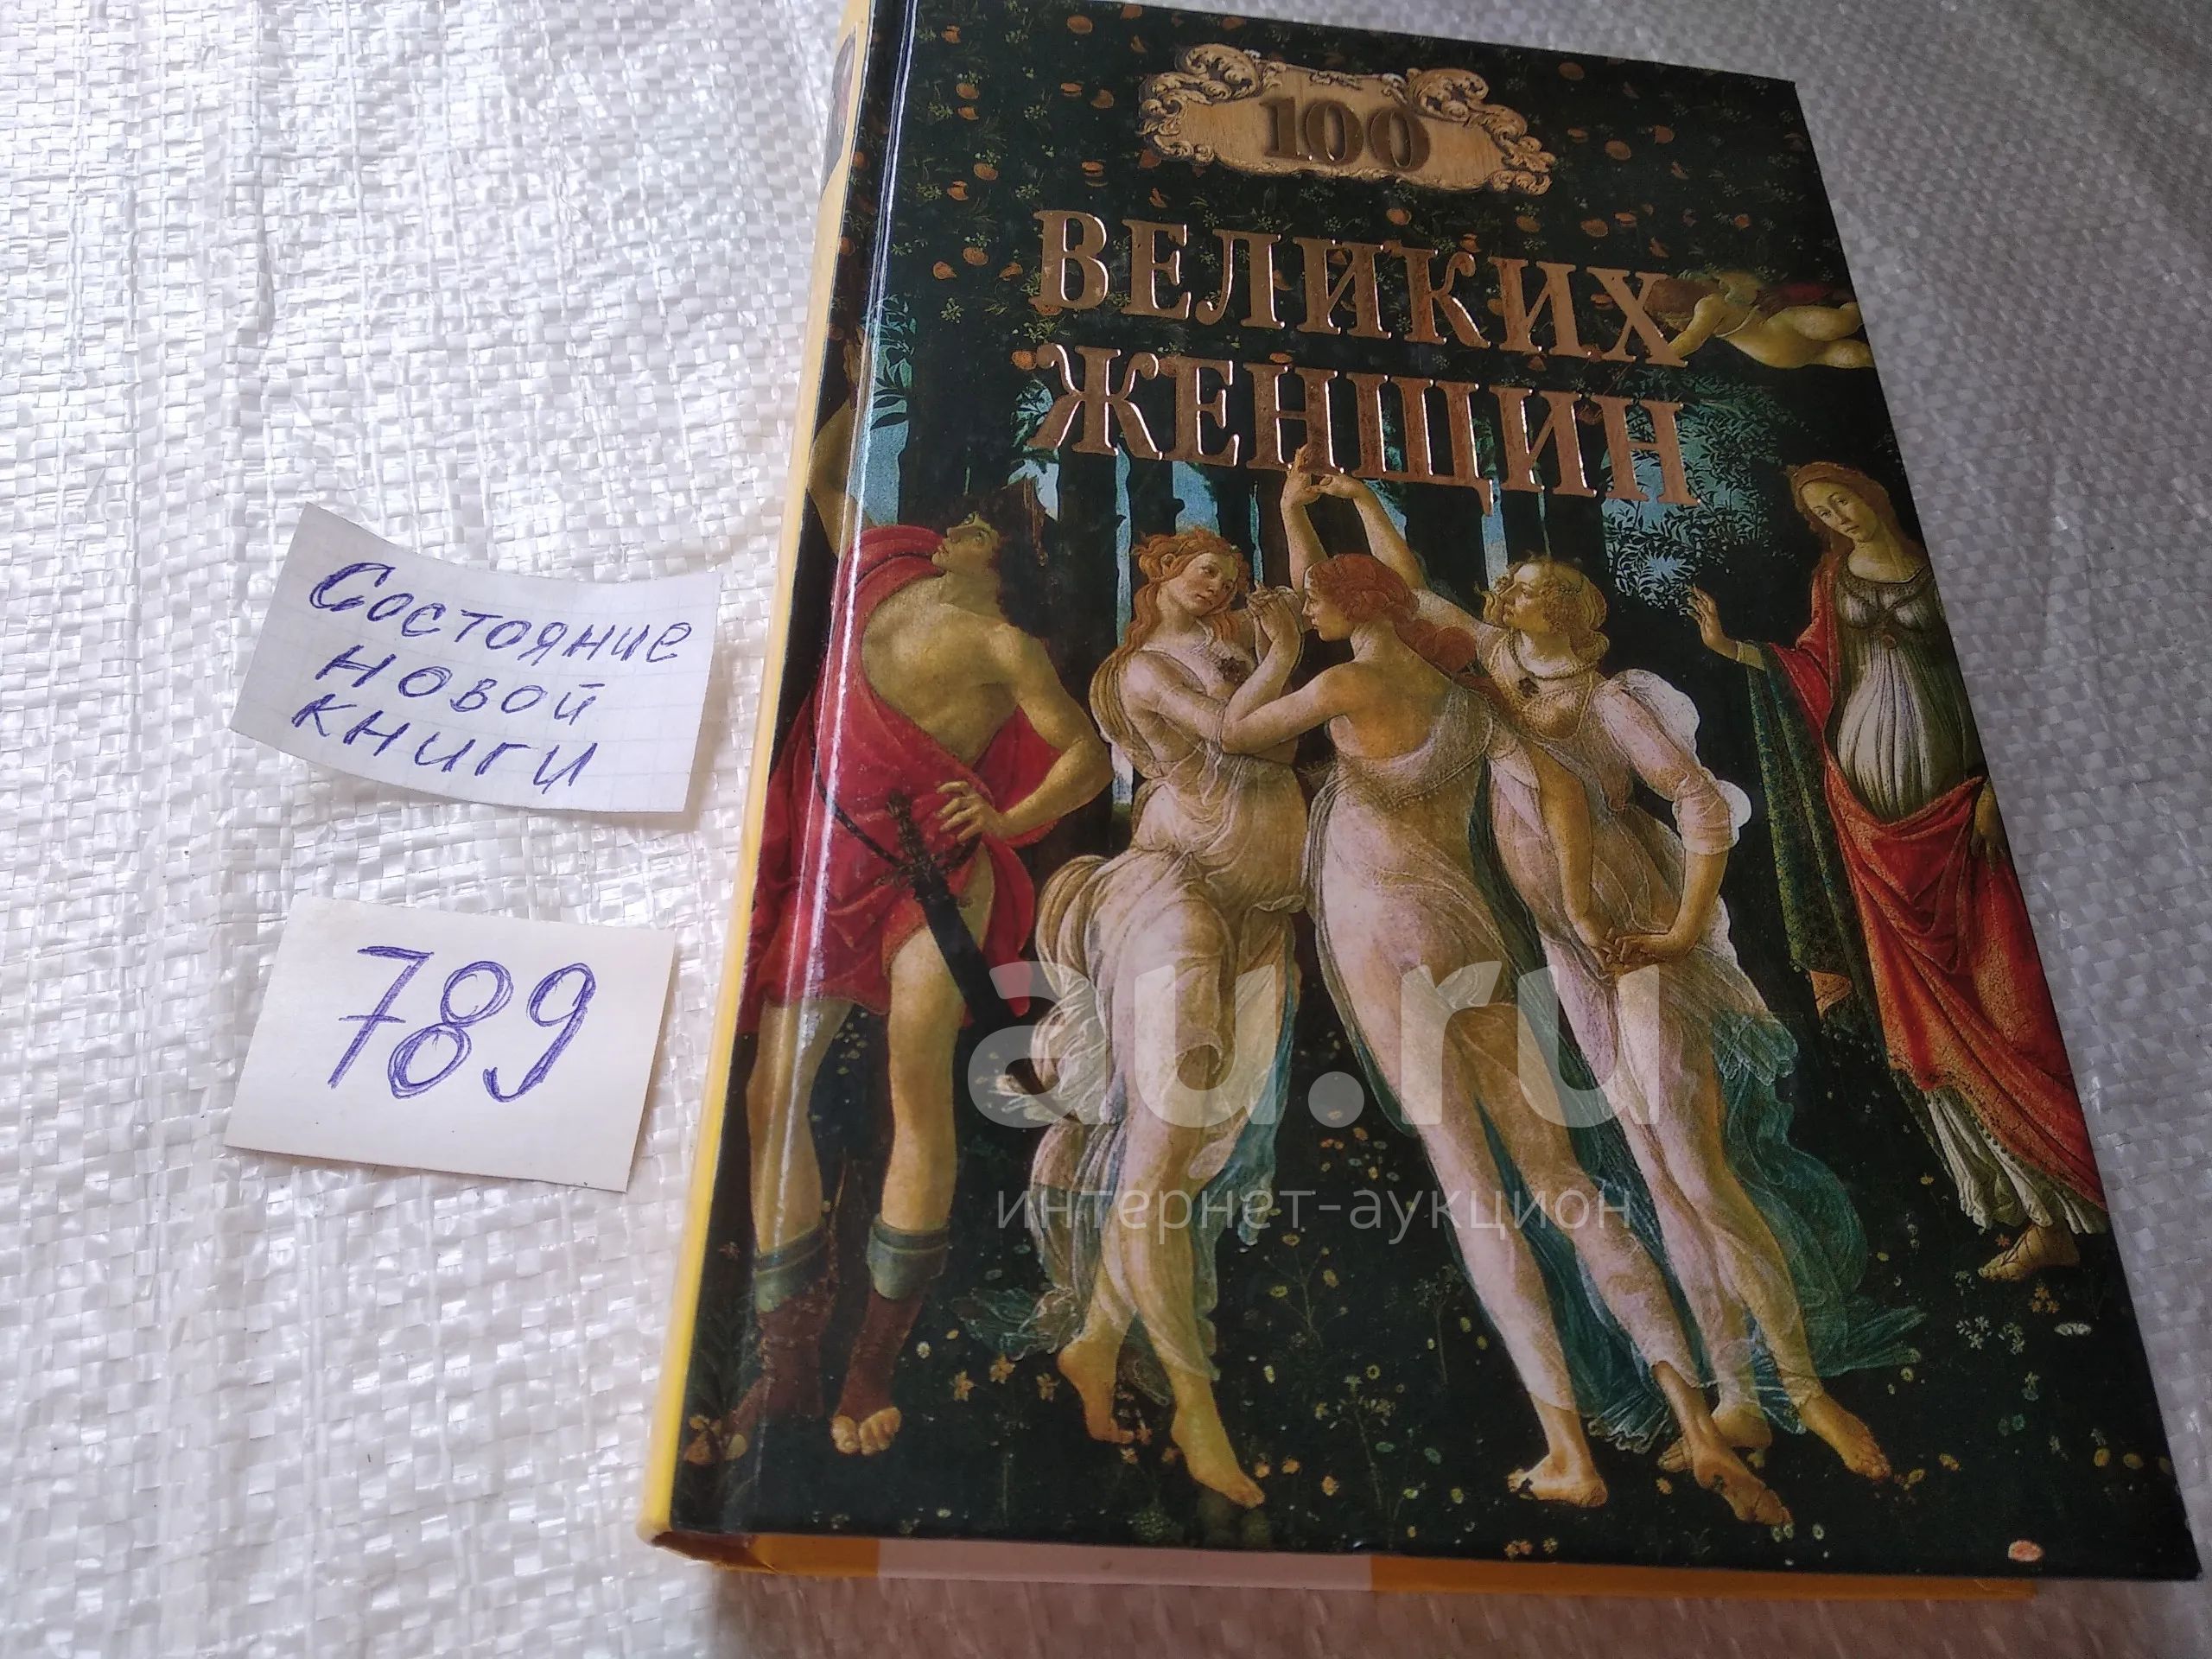 100
ВЕЛИКИХ
ЖЕНЩИН
Состояние
новой
книги
789
au.ru
интернет-аукцион